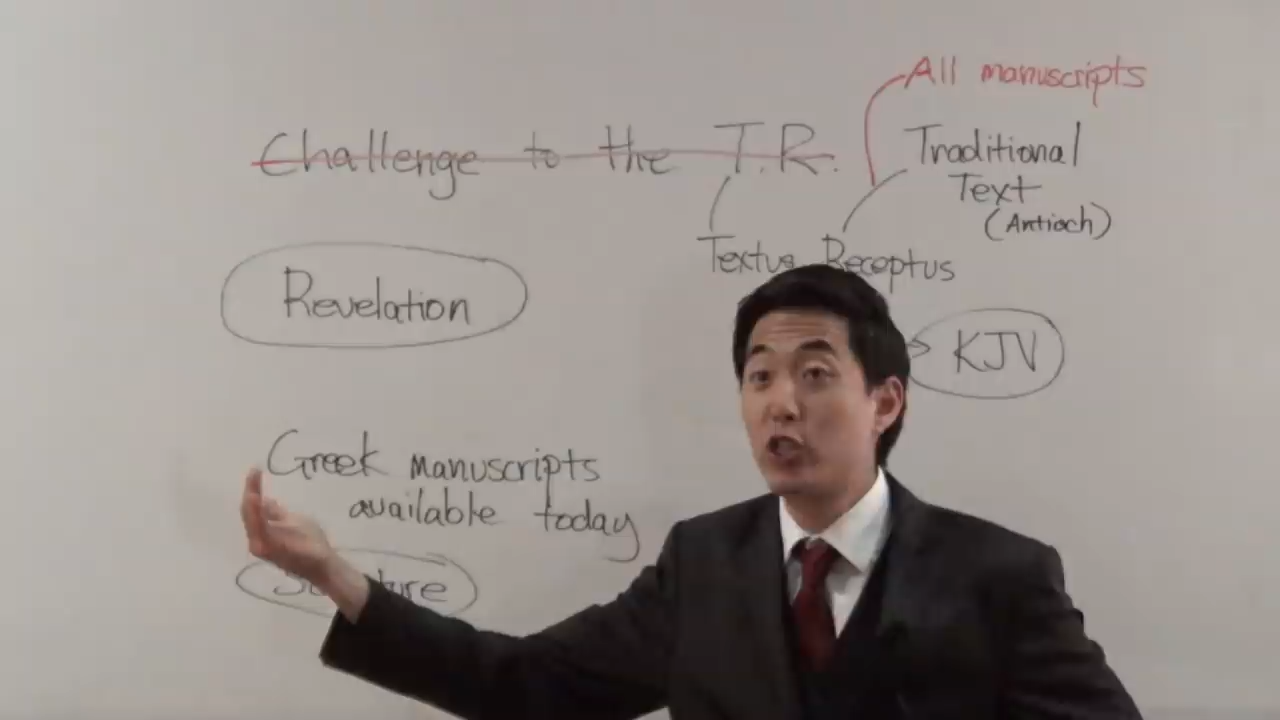 All manuscripts
Challenge to the T.R.
Traditional
Text
(Antioch)
Textus Receptus
Revelation
KJV
Greek manuscripts
available today